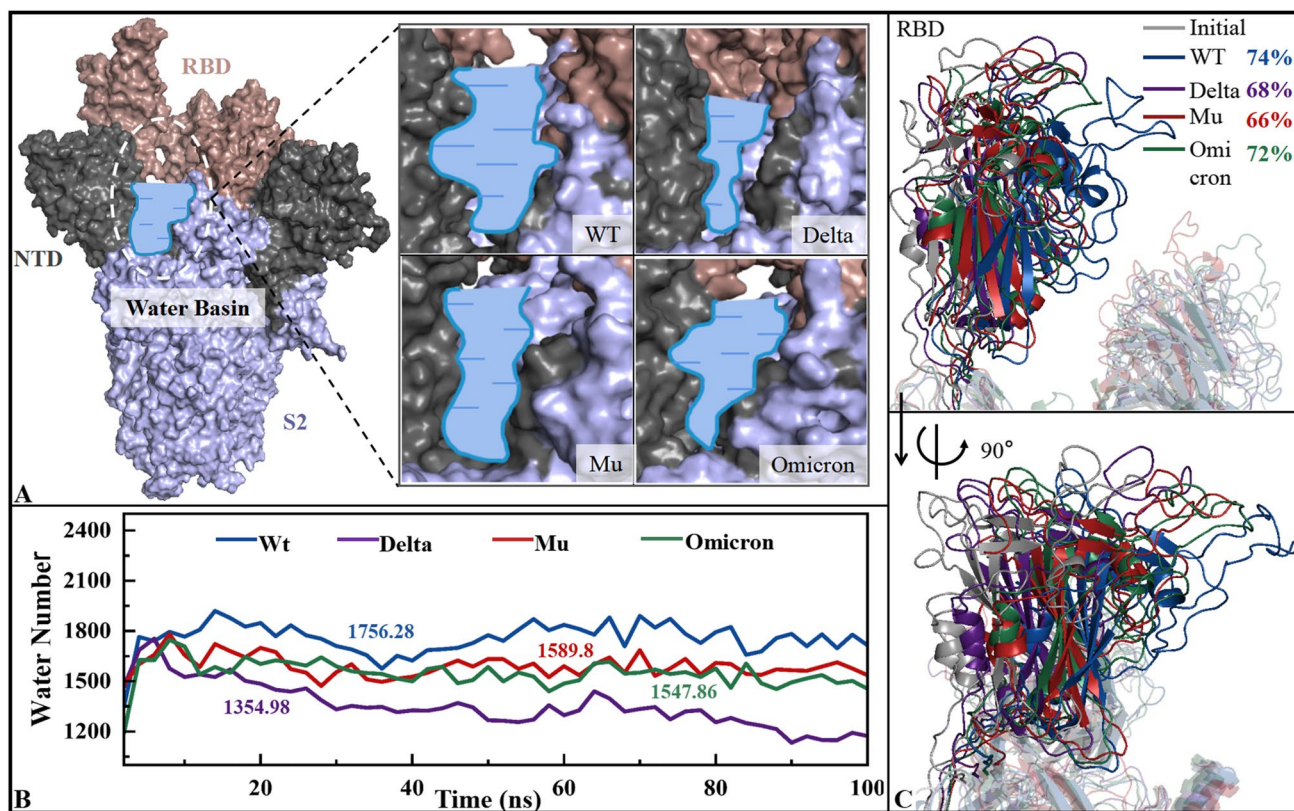 RBD
NTD
Water Basin
S2
WT
Delta
Mu
Omicron
A
2400
2100
1800
1500
1200
Water Number
Wt
Delta
Mu
Omicron
1756.28
1589.8
1547.86
1354.98
20
40
60
80
100
Time (ns)
B
RBD
Initial
WT 74%
Delta 68%
Mu 66%
Omi 72%
cron
90°
C